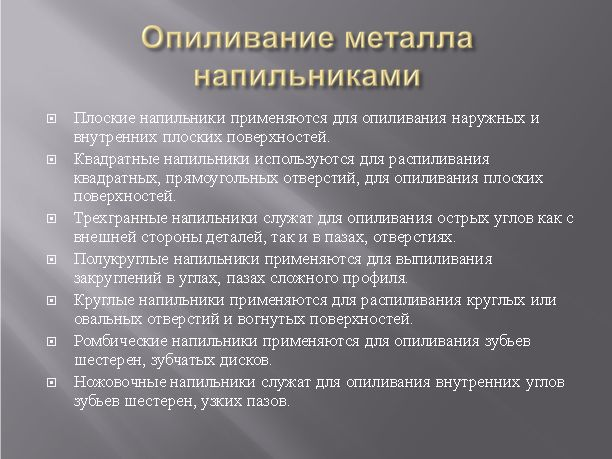 Опиливание металла
напильниками
Плоские напильники применяются для опиливания наружных и
внутренних плоских поверхностей.
Квадратные напильники используются для распиливания
квадратных, прямоугольных отверстий, для опиливания плоских
поверхностей.
Трехгранные напильники служат для опиливания острых углов как с
внешней стороны деталей, так и в пазах, отверстиях.
Полукруглые напильники применяются для выпиливания
закруглений в углах, пазах сложного профиля.
Круглые напильники применяются для распиливания круглых или
овальных отверстий и вогнутых поверхностей.
Ромбические напильники применяются для опиливания зубьев
шестерен, зубчатых дисков.
Ножовочные напильники служат для опиливания внутренних углов
зубьев шестерен, узких пазов.